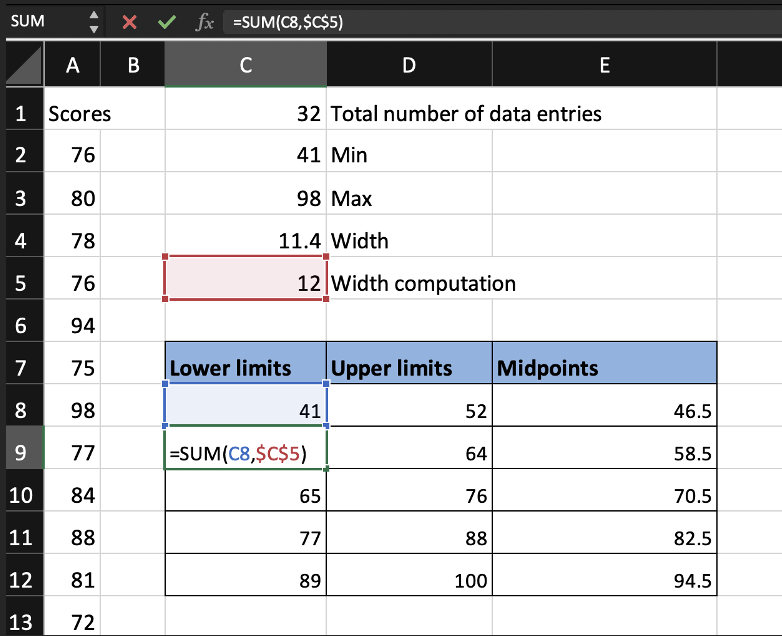 SUM fx =SUM(C8,$C$5)
A B C D E
1 Scores 32 Total number of data entries
2 76 41 Min
3 80 98 Max
4 78 11.4 Width
5 76 12 Width computation
6 94
7 75 Lower limits Upper limits Midpoints
8 98 41 52 46.5
9 77 =SUM(C8,$C$5) 64 58.5
10 84 65 76 70.5
11 88 77 88 82.5
12 81 89 100 94.5
13 72